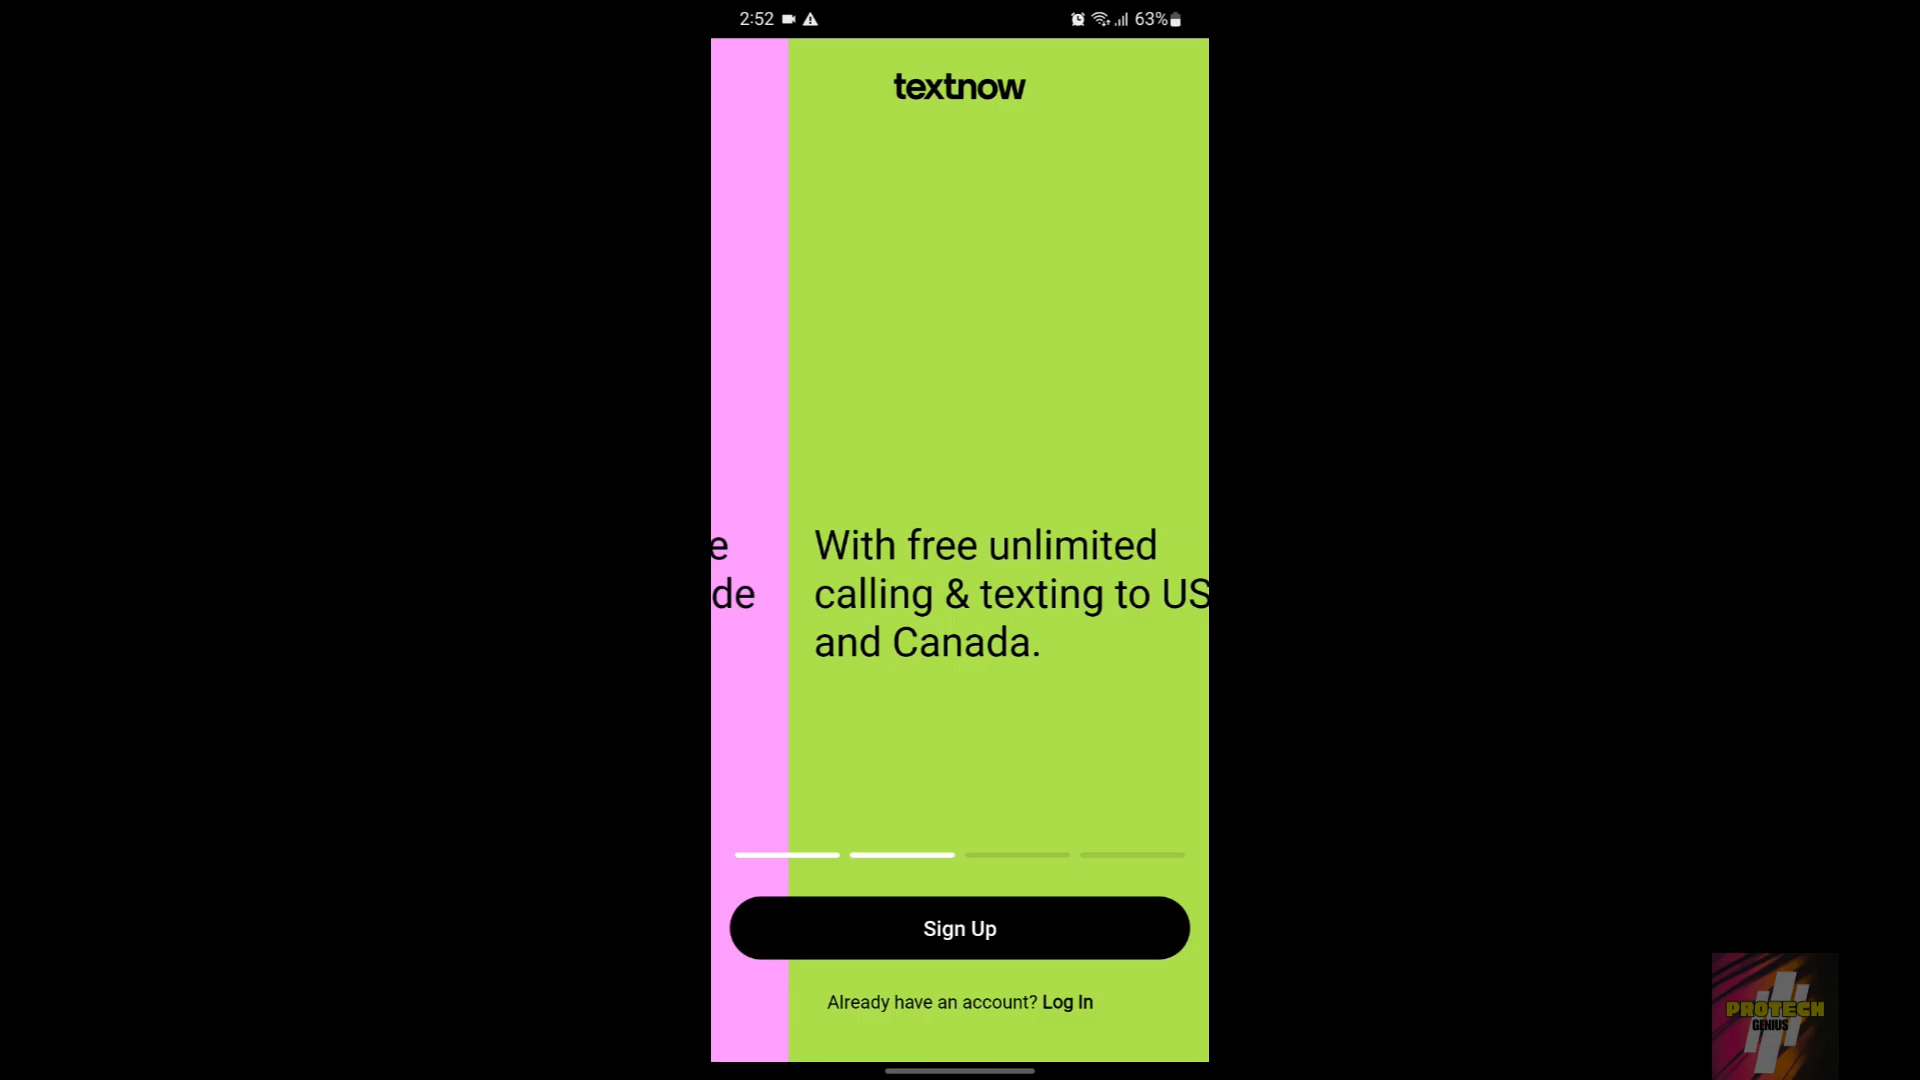 2:52
63%
textnow
e
de
With free unlimited
calling & texting to US
and Canada.
Sign Up
Already have an account? Log In
PROTECH
GENIUS